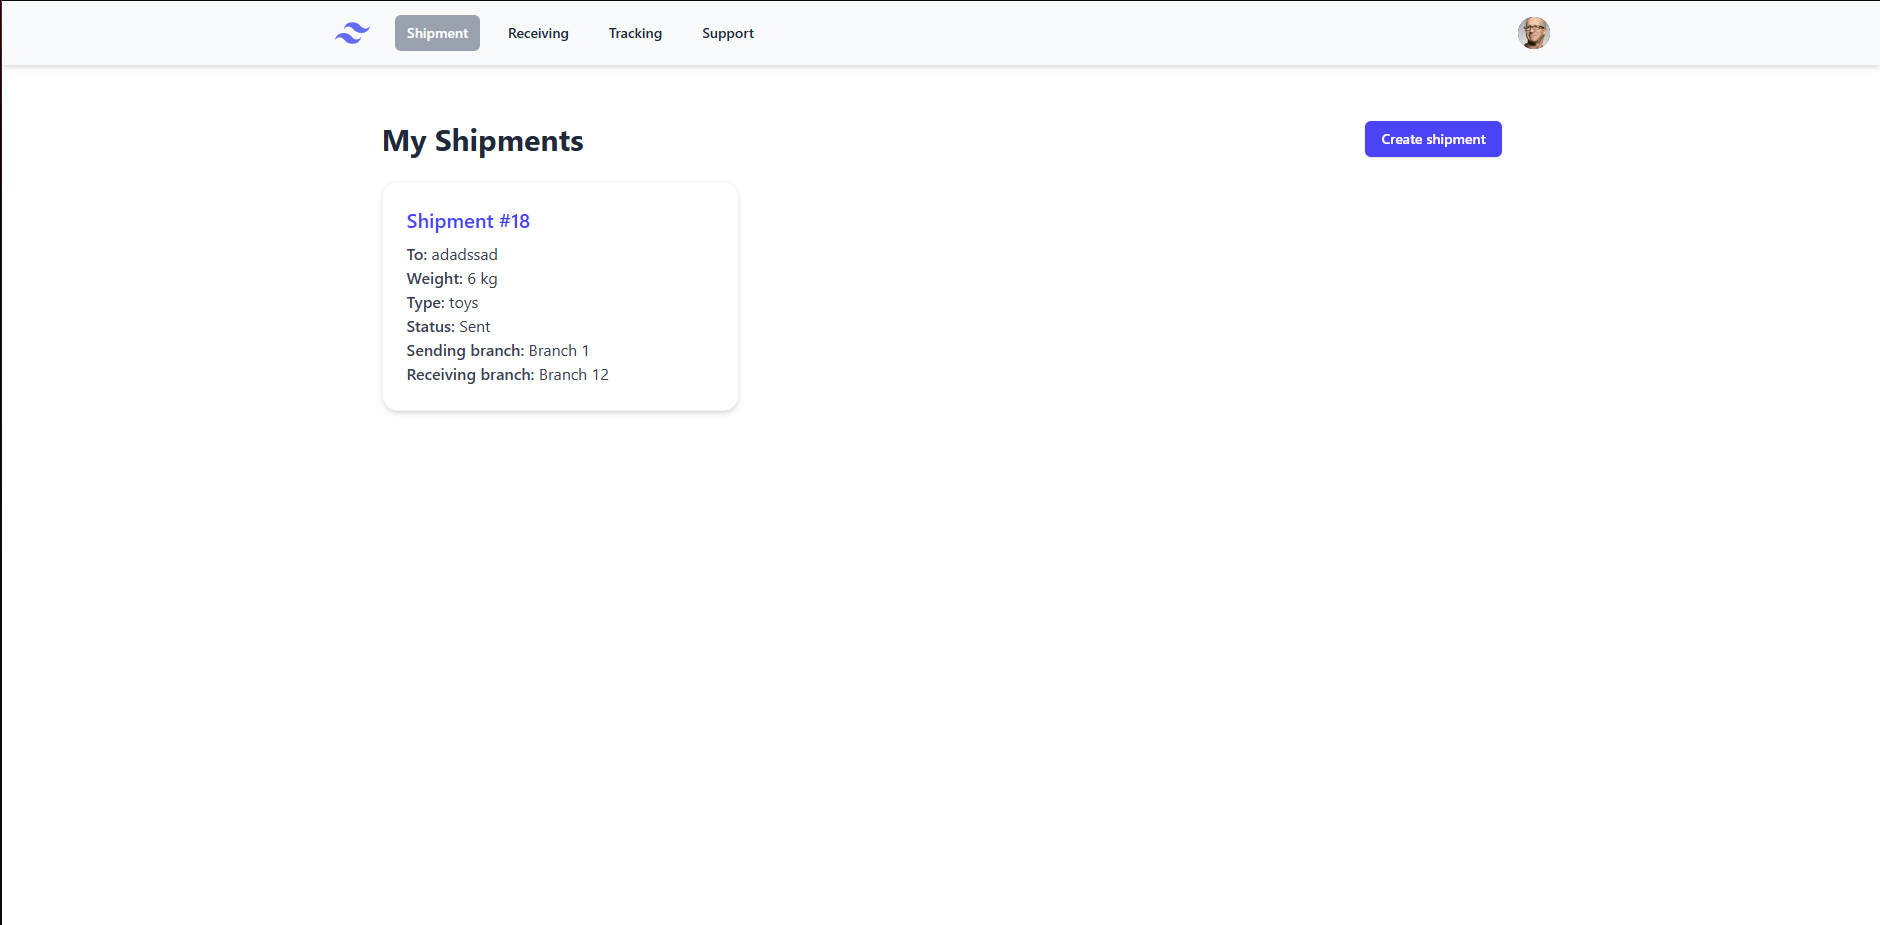 Shipment Receiving Tracking Support
My Shipments
Create shipment
Shipment #18
To: adadssad
Weight: 6 kg
Type: toys
Status: Sent
Sending branch: Branch 1
Receiving branch: Branch 12